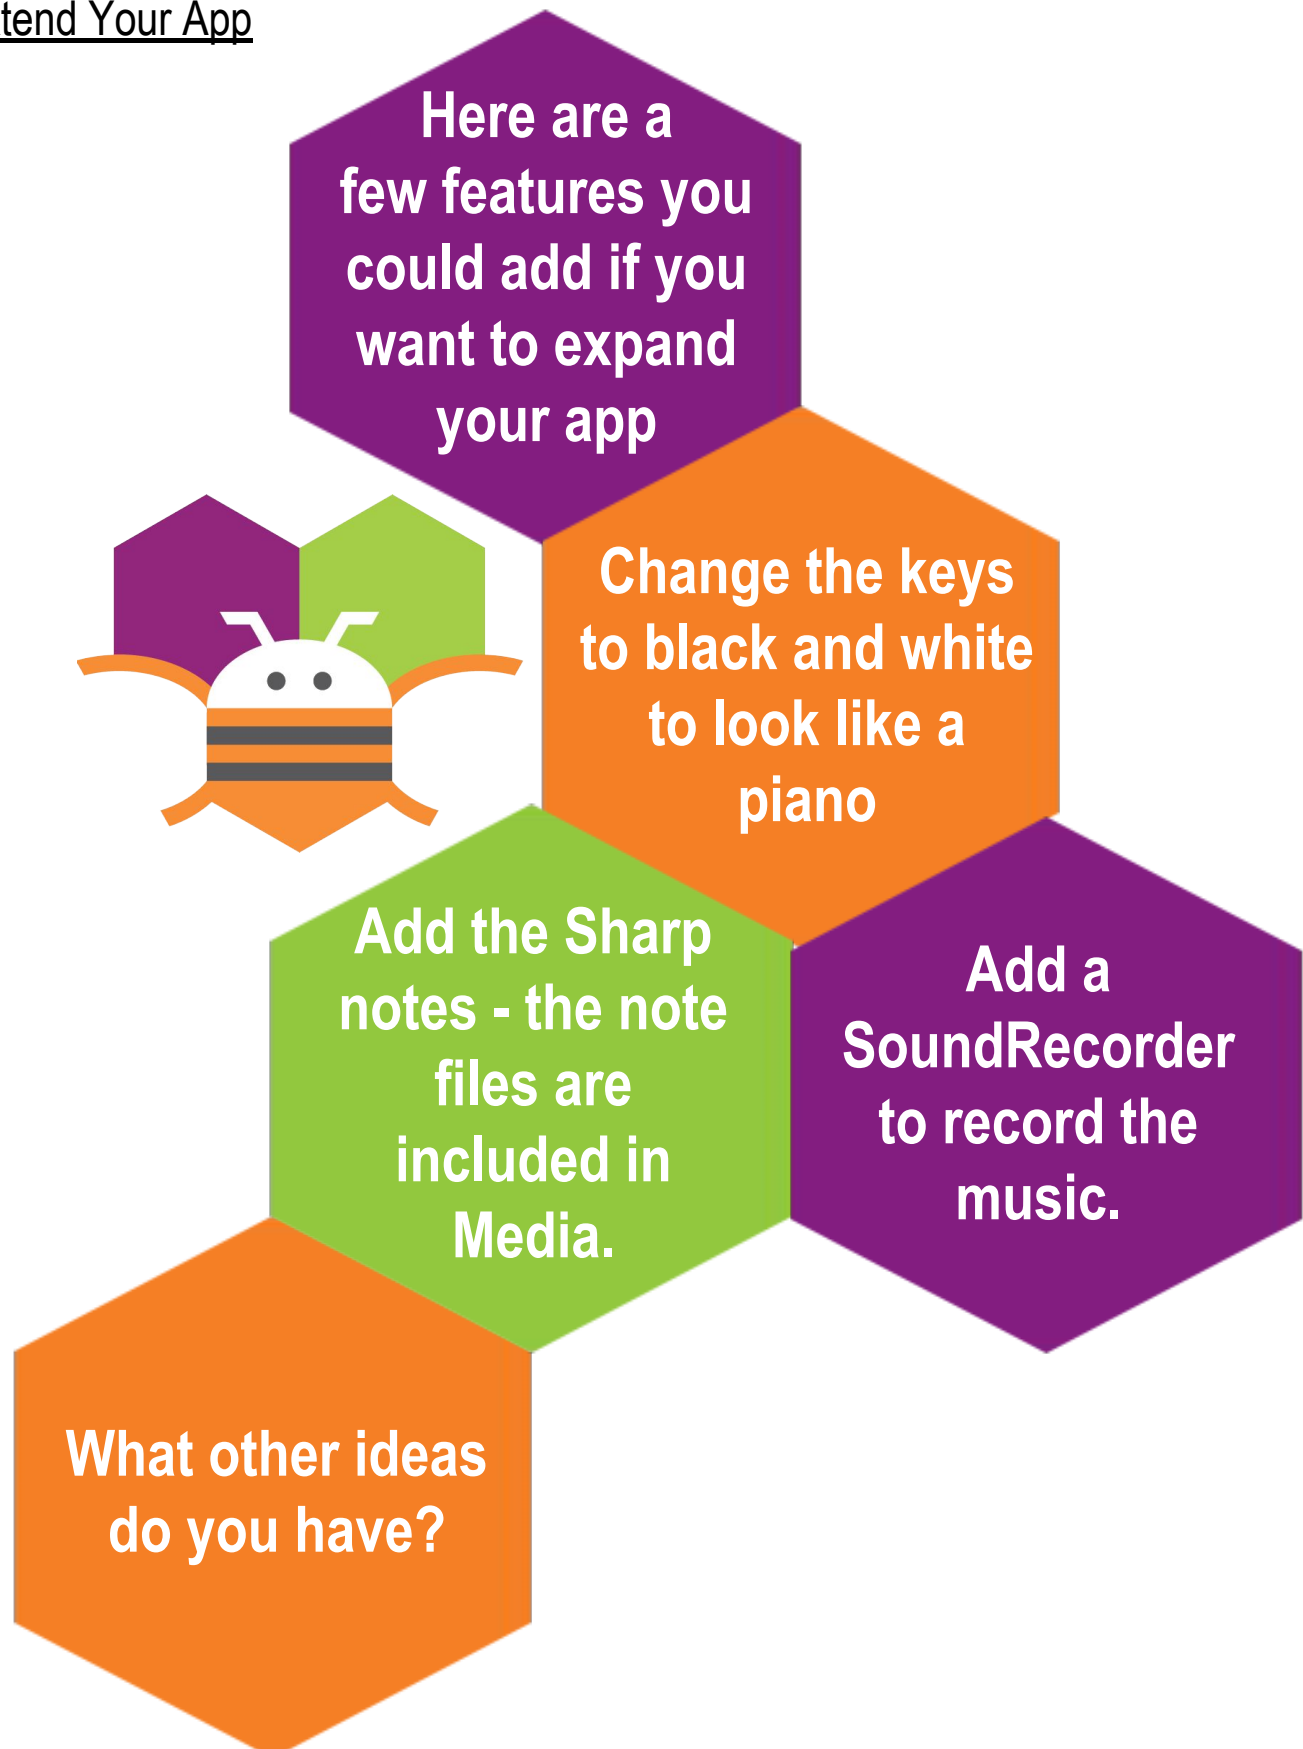 tend Your App
Here are a
few features you
could add if you
want to expand
your app
Change the keys
to black and white
to look like a
piano
Add the Sharp
notes - the note
files are
included in
Media.
Add a
SoundRecorder
to record the
music.
What other ideas
do you have?